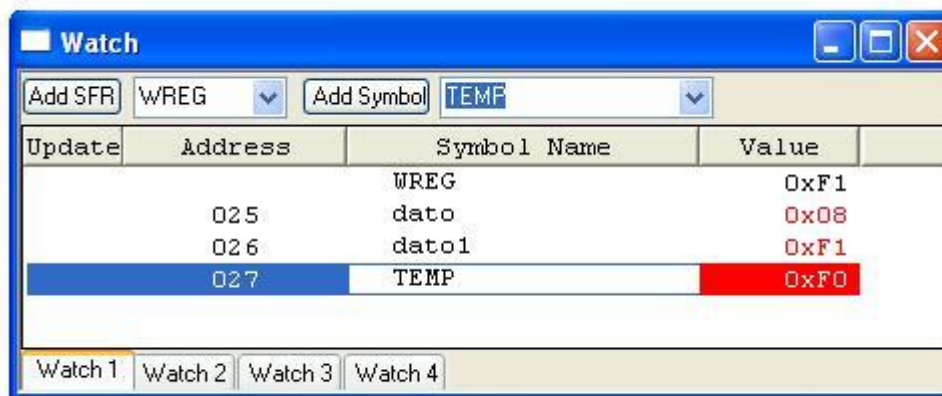 Watch
Add SFR WREG Add Symbol TEMP
Update Address Symbol Name Value
WREG 0xF1
025 dato 0x08
026 dato1 0xF1
027 TEMP 0xF0
Watch 1 Watch 2 Watch 3 Watch 4